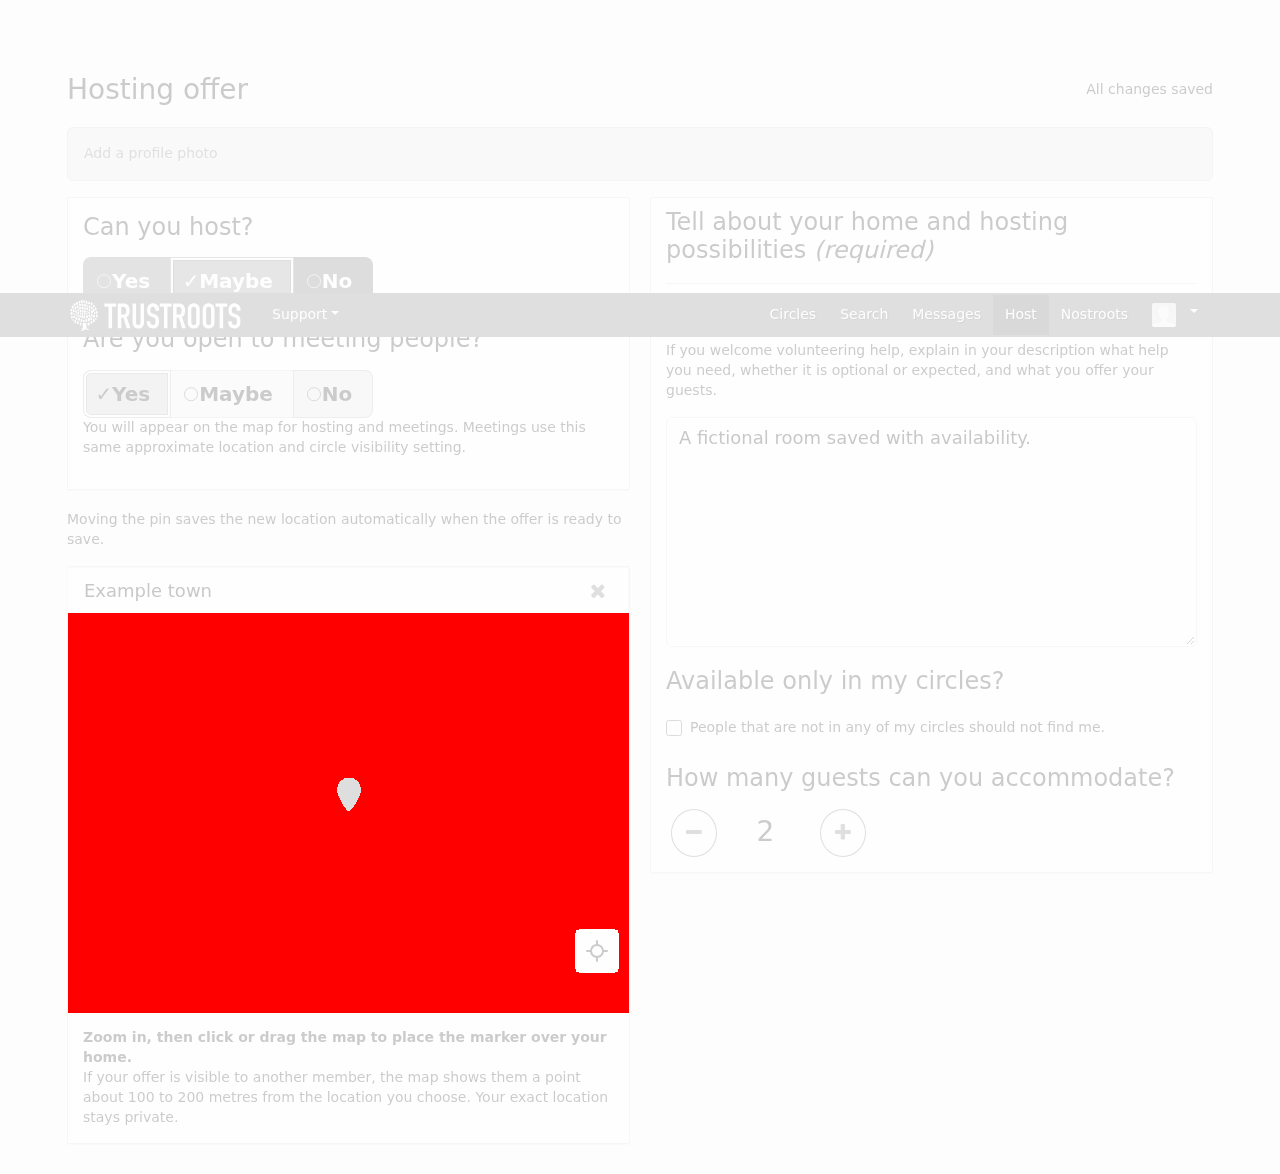 Hosting offer
All changes saved
Add a profile photo
Can you host?
Yes
✓Maybe
No
TRUSTROOTS
Support
Circles
Search
Messages
Host
Nostroots
Are you open to meeting people?
✓Yes
Maybe
No
You will appear on the map for hosting and meetings. Meetings use this
same approximate location and circle visibility setting.
Moving the pin saves the new location automatically when the offer is ready to
save.
Example town
Zoom in, then click or drag the map to place the marker over your
home.
If your offer is visible to another member, the map shows them a point
about 100 to 200 metres from the location you choose. Your exact location
stays private.
Tell about your home and hosting
possibilities (required)
If you welcome volunteering help, explain in your description what help
you need, whether it is optional or expected, and what you offer your
guests.
A fictional room saved with availability.
Available only in my circles?
People that are not in any of my circles should not find me.
How many guests can you accommodate?
2